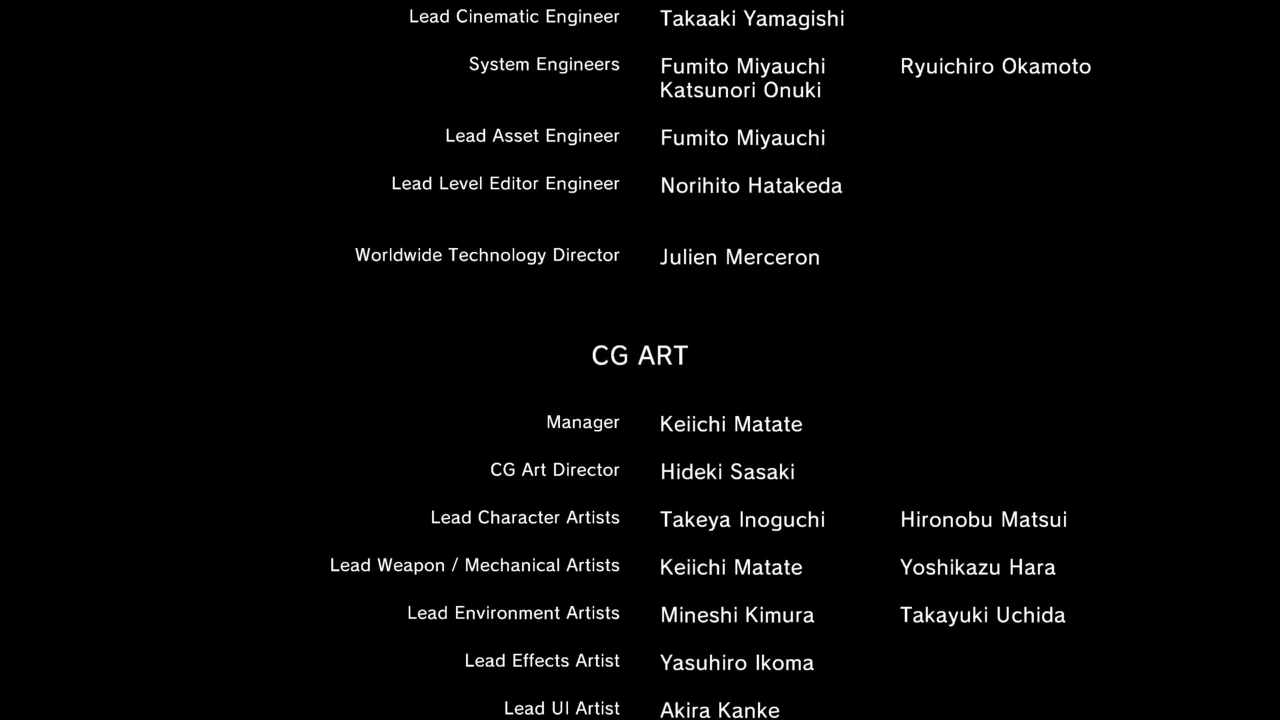 Lead Cinematic Engineer Takaaki Yamagishi
System Engineers Fumito Miyauchi Ryuichiro Okamoto
Katsunori Onuki
Lead Asset Engineer Fumito Miyauchi
Lead Level Editor Engineer Norihito Hatakeda
Worldwide Technology Director Julien Merceron
CG ART
Manager Keiichi Matate
CG Art Director Hideki Sasaki
Lead Character Artists Takeya Inoguchi Hironobu Matsui
Lead Weapon / Mechanical Artists Keiichi Matate Yoshikazu Hara
Lead Environment Artists Mineshi Kimura Takayuki Uchida
Lead Effects Artist Yasuhiro Ikoma
Lead UI Artist Akira Kanke